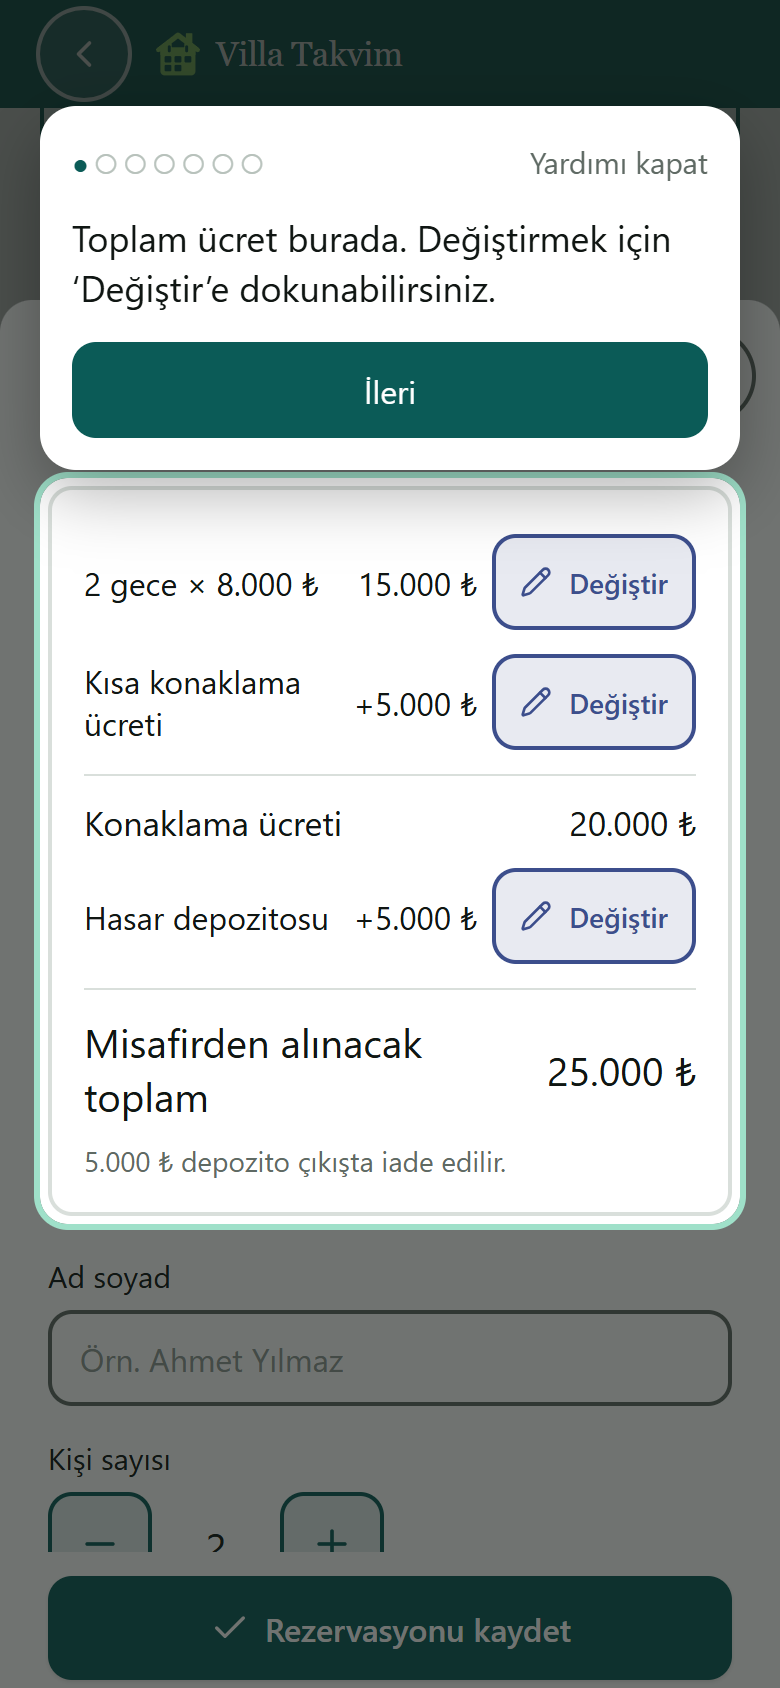 Villa Takvim
Yardımı kapat
Toplam ücret burada. Değiştirmek için
‘Değiştir’e dokunabilirsiniz.
İleri
2 gece × 8.000 ₺ 15.000 ₺ Değiştir
Kısa konaklama
ücreti
+5.000 ₺ Değiştir
Konaklama ücreti 20.000 ₺
Hasar depozitosu +5.000 ₺ Değiştir
Misafirden alınacak
toplam
25.000 ₺
5.000 ₺ depozito çıkışta iade edilir.
Ad soyad
Örn. Ahmet Yılmaz
Kişi sayısı
− 2 +
Rezervasyonu kaydet